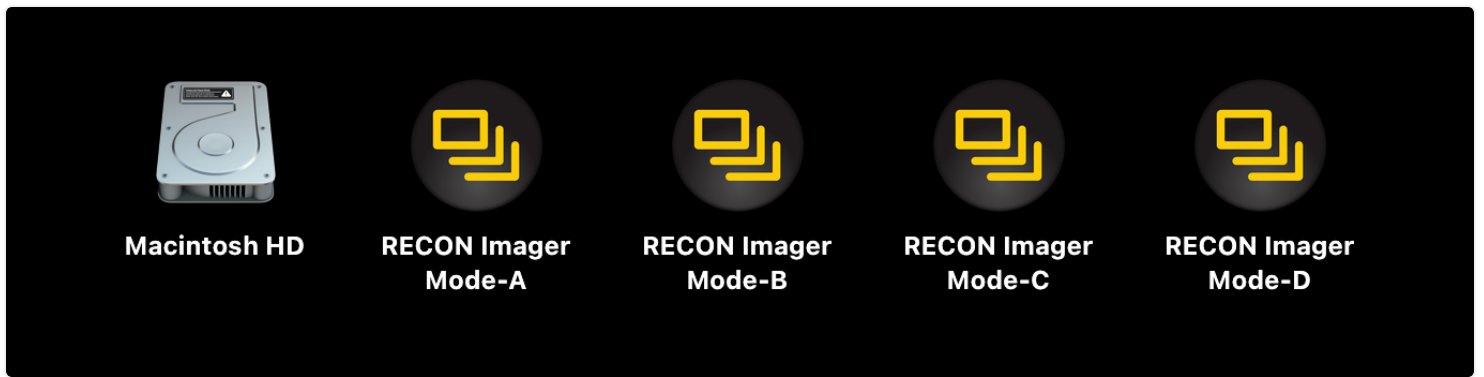 Macintosh HD
RECON Imager
Mode-A
RECON Imager
Mode-B
RECON Imager
Mode-C
RECON Imager
Mode-D